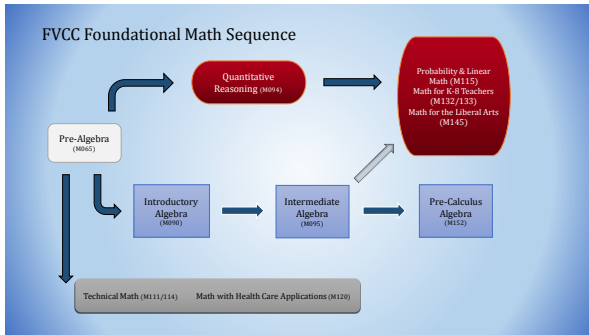 FVCC Foundational Math Sequence
Quantitative
Reasoning (M094)
Probability & Linear
Math (M115)
Math for K-8 Teachers
(M132/133)
Math for the Liberal Arts
(M145)
Pre-Algebra
(M065)
Introductory
Algebra
(M090)
Intermediate
Algebra
(M095)
Pre-Calculus
Algebra
(M152)
Technical Math (M111/114) Math with Health Care Applications (M120)